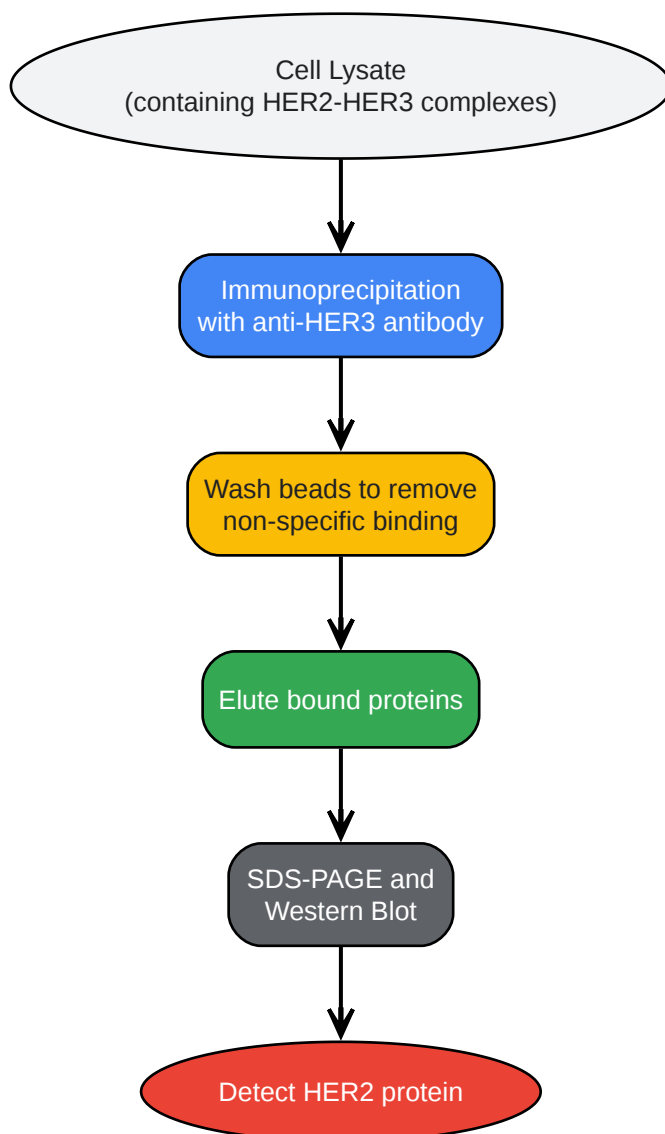 Cell Lysate
(containing HER2-HER3 complexes)
Immunoprecipitation
with anti-HER3 antibody
Wash beads to remove
non-specific binding
Elute bound proteins
SDS-PAGE and
Western Blot
Detect HER2 protein